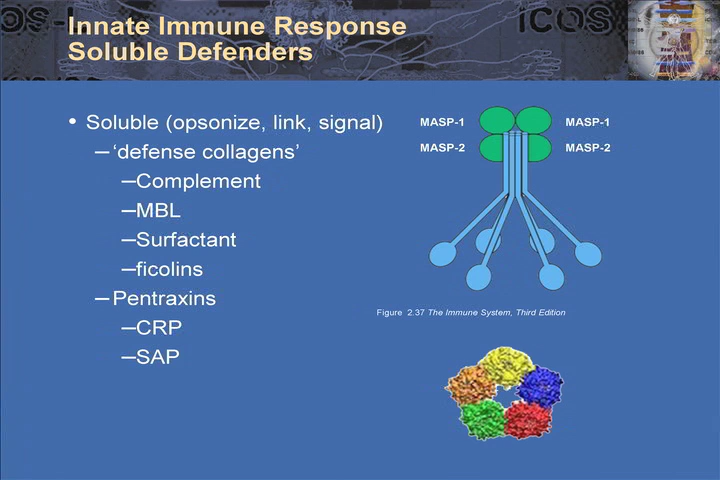 Innate Immune Response
Soluble Defenders
• Soluble (opsonize, link, signal)
–‘defense collagens’
–Complement
–MBL
–Surfactant
–ficolins
–Pentraxins
–CRP
–SAP
MASP-1 MASP-1
MASP-2 MASP-2
Figure 2.37 The Immune System, Third Edition
ICOS